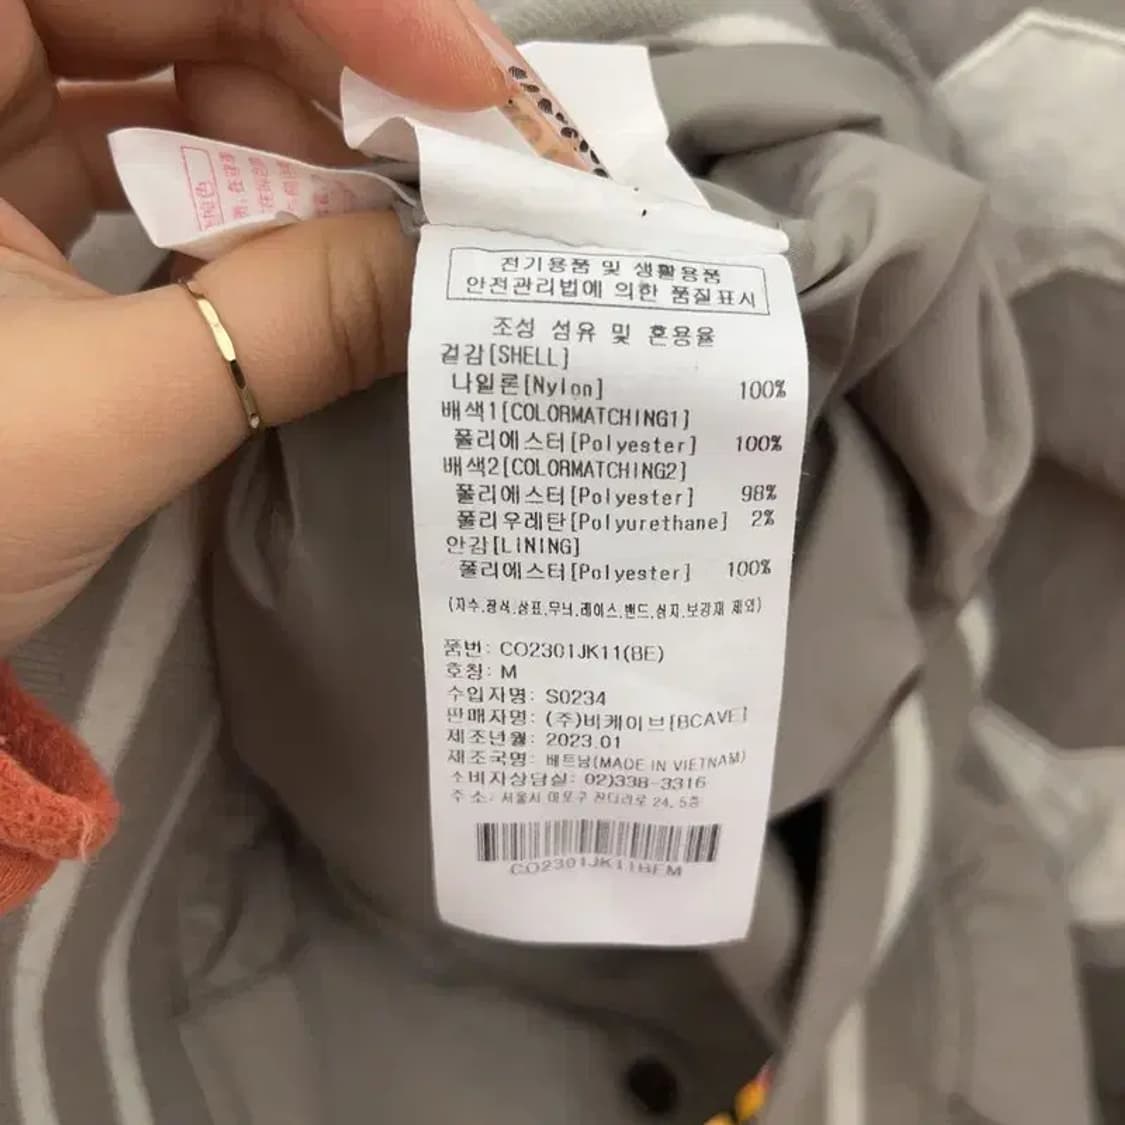 전기용품 및 생활용품
안전관리법에 의한 품질표시
조성 섬유 및 혼용율
겉감[SHELL]
나일론[Nylon] 100%
배색1[COLORMATCHING1]
폴리에스터[Polyester] 100%
배색2[COLORMATCHING2]
폴리에스터[Polyester] 98%
폴리우레탄[Polyurethane] 2%
안감[LINING]
폴리에스터[Polyester] 100%
(자수.장식.상표.무늬.레이스.밴드.심지.보강재 제외)
품번: CO2301JK11(BE)
호칭: M
수입자명: S0234
판매자명: (주)비케이브[BCAVE]
제조년월: 2023.01
제조국명: 베트남(MADE IN VIETNAM)
소비자상담실: 02)338-3316
주 소: 서울시 마포구 잔다리로 24, 5층
CO2301JK11BEM